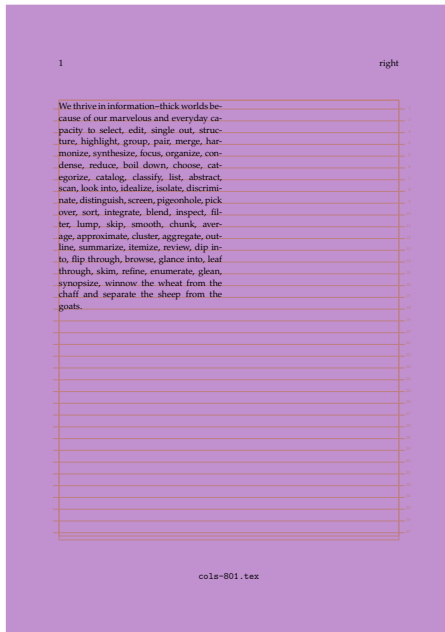 1 right
We thrive in information–thick worlds be-
cause of our marvelous and everyday ca-
pacity to select, edit, single out, struc-
ture, highlight, group, pair, merge, har-
monize, synthesize, focus, organize, con-
dense, reduce, boil down, choose, cat-
egorize, catalog, classify, list, abstract,
scan, look into, idealize, isolate, discrimi-
nate, distinguish, screen, pigeonhole, pick
over, sort, integrate, blend, inspect, fil-
ter, lump, skip, smooth, chunk, aver-
age, approximate, cluster, aggregate, out-
line, summarize, itemize, review, dip in-
to, flip through, browse, glance into, leaf
through, skim, refine, enumerate, glean,
synopsize, winnow the wheat from the
chaff and separate the sheep from the
goats.
cols-801.tex